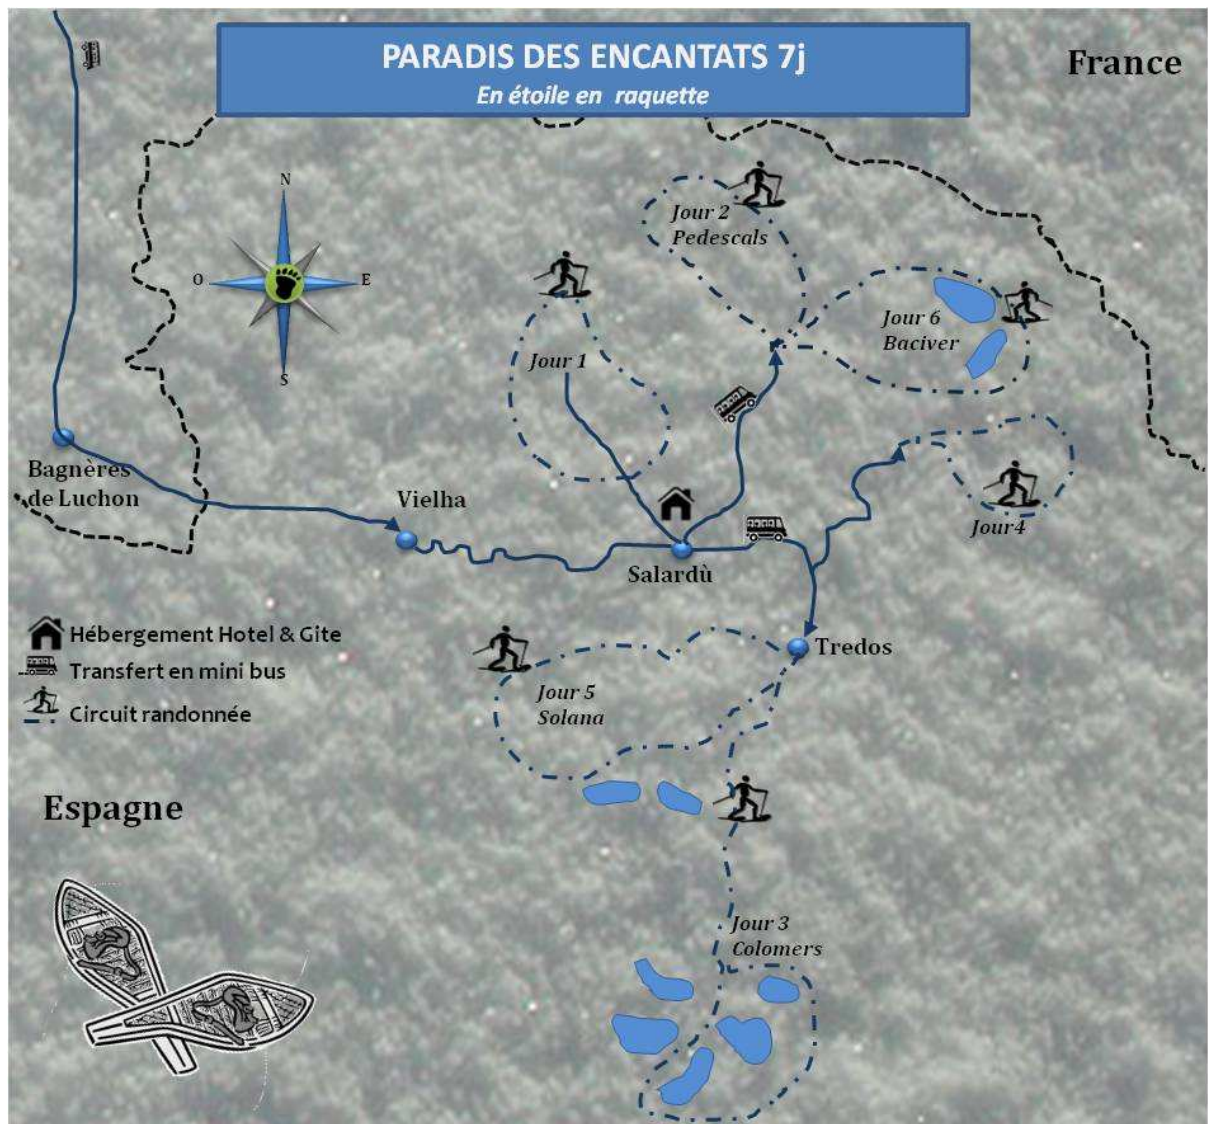 PARADIS DES ENCANTATS 7j
En étoile en raquette
France
N
O
E
S
Jour 2
Pedescals
Jour 6
Baciver
Jour 1
Bagnères
de Luchon
Vielha
Jour4
Salardù
Hébergement Hotel & Gite
Transfert en mini bus
Circuit randonnée
Tredos
Jour 5
Solana
Espagne
Jour 3
Colomers